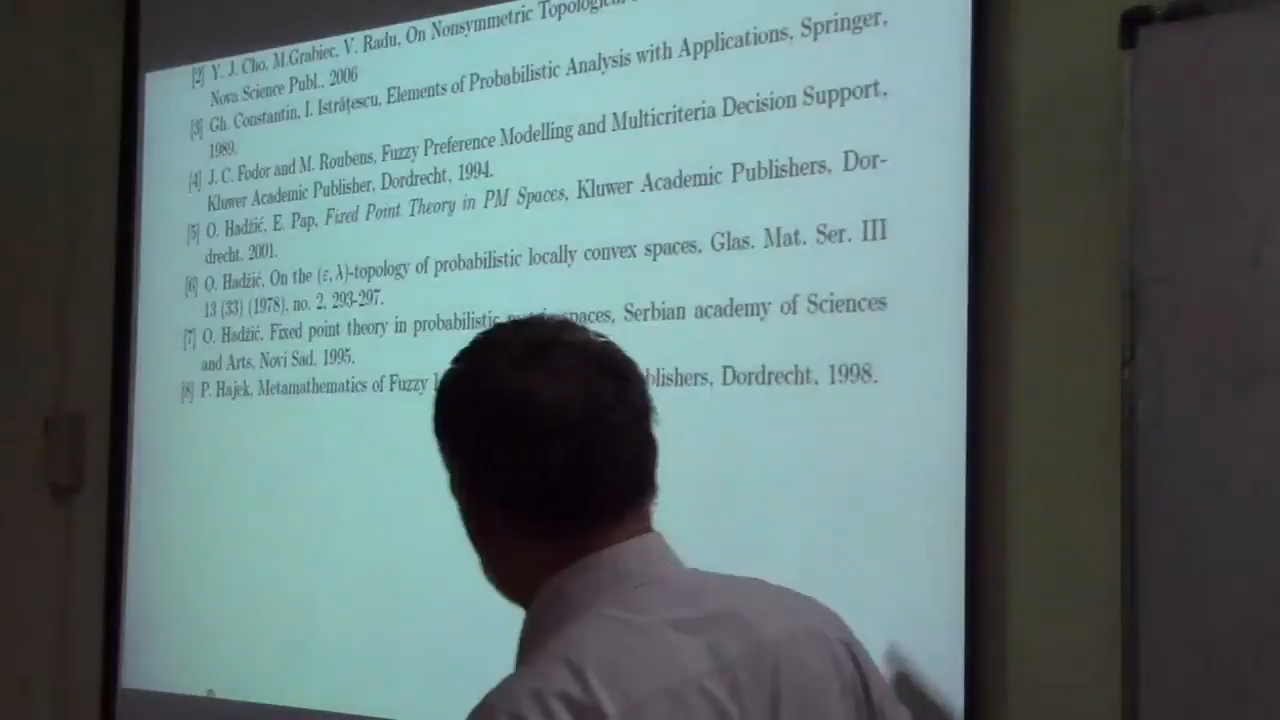 [2] Y. J. Cho, M.Grabiec, V. Radu, On Nonsymmetric
Nova Science Publ., 2006
[3] Gh. Constantin, I. Istrăţescu, Elements of Probabilistic Analysis with Applications, Springer,
1989.
[4] J. C. Fodor and M. Roubens, Fuzzy Preference Modelling and Multicriteria Decision Support,
Kluwer Academic Publisher, Dordrecht, 1994.
[5] O. Hadžić, E. Pap, Fixed Point Theory in PM Spaces, Kluwer Academic Publishers, Dor-
drecht, 2001.
[6] O. Hadžić, On the (ε, λ)-topology of probabilistic locally convex spaces, Glas. Mat. Ser. III
13 (33) (1978), no. 2, 293-297.
[7] O. Hadžić, Fixed point theory in probabilistic spaces, Serbian academy of Sciences
and Arts, Novi Sad, 1995.
[8] P. Hajek, Metamathematics of Fuzzy blishers, Dordrecht, 1998.